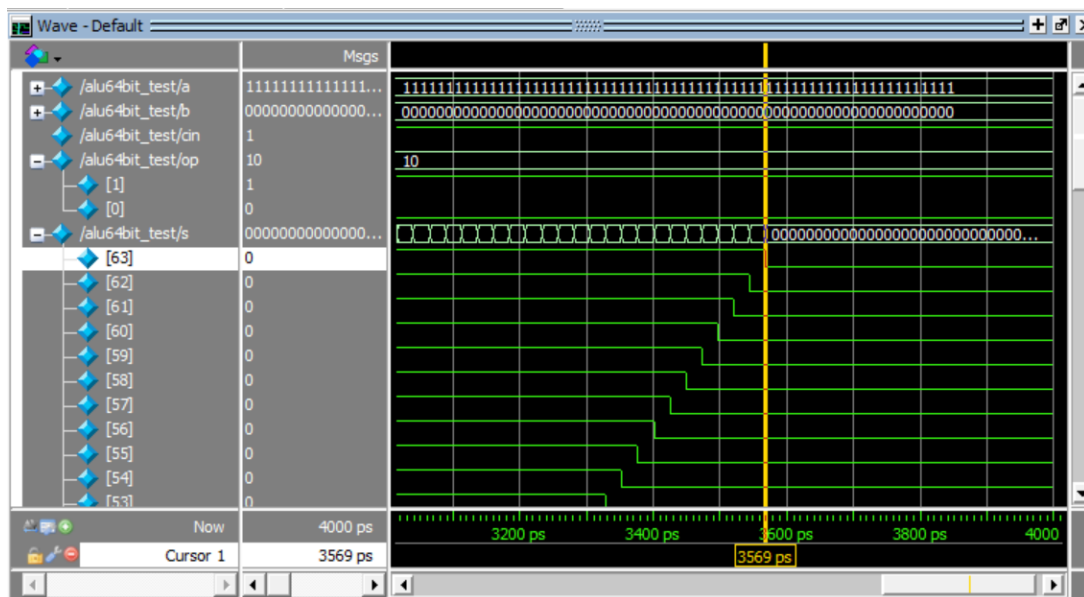 Wave - Default
Msgs
/alu64bit_test/a 11111111111111...
/alu64bit_test/b 00000000000000...
00000000000000000000000000000000000000000000000000000000000000
/alu64bit_test/cin 1
/alu64bit_test/op 10 10
[1] 1
[0] 0
/alu64bit_test/s 00000000000000...
[63] 0
[62] 0
[61] 0
[60] 0
[59] 0
[58] 0
[57] 0
[56] 0
[55] 0
[54] 0
[53] 0
Now 4000 ps 3200 ps 3400 ps 3600 ps 3800 ps 4000
Cursor 1 3569 ps 3569 ps